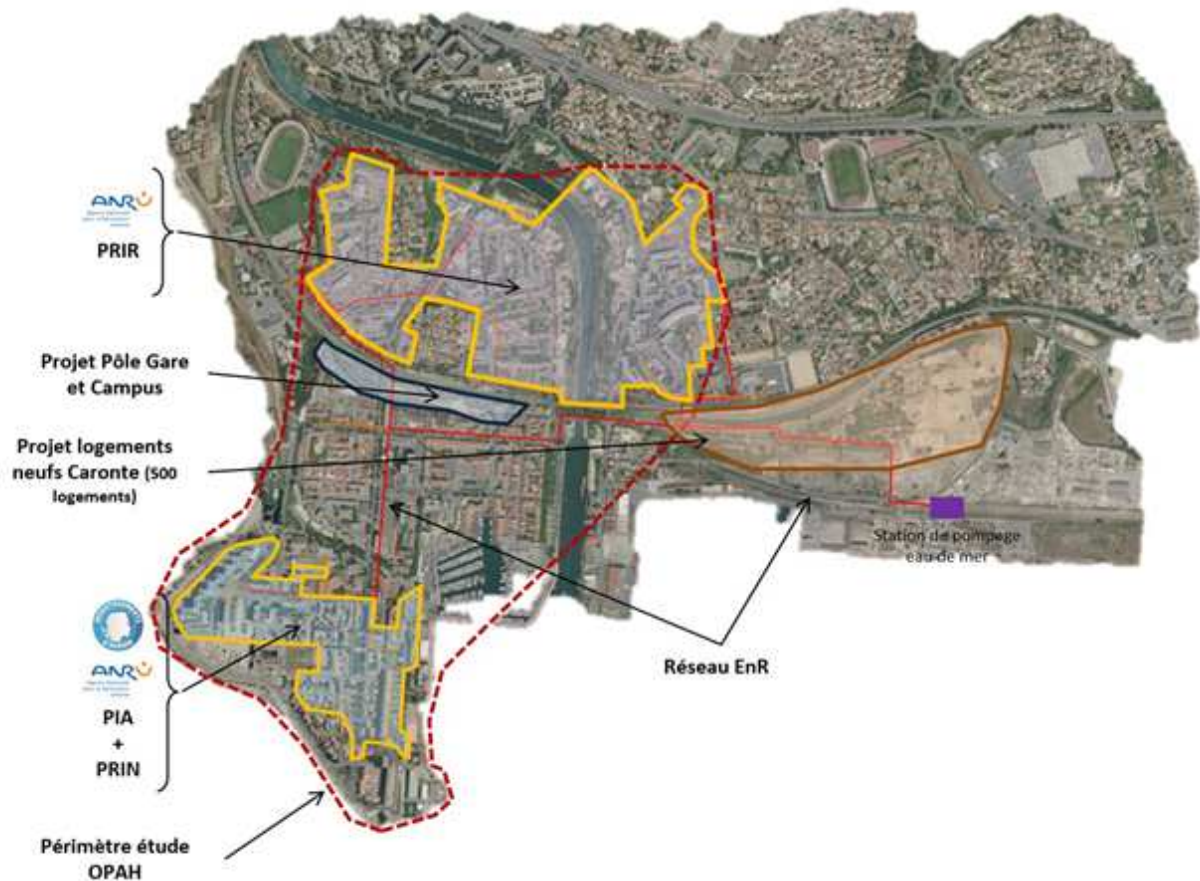 ANRU
PRIR
Projet Pôle Gare
et Campus
Projet logements
neufs Caronte (500
logements)
Station de pompage
eau de mer
Réseau EnR
ANRU
PIA
+
PRIN
Périmètre étude
OPAH